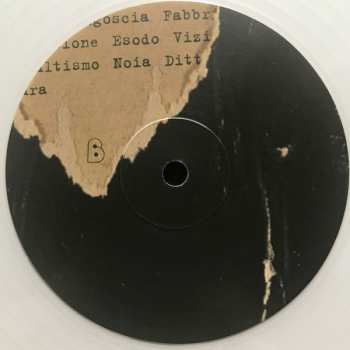 goscia Fabbr
ione Esodo Vizi
ltismo Noia Ditt
ra
B